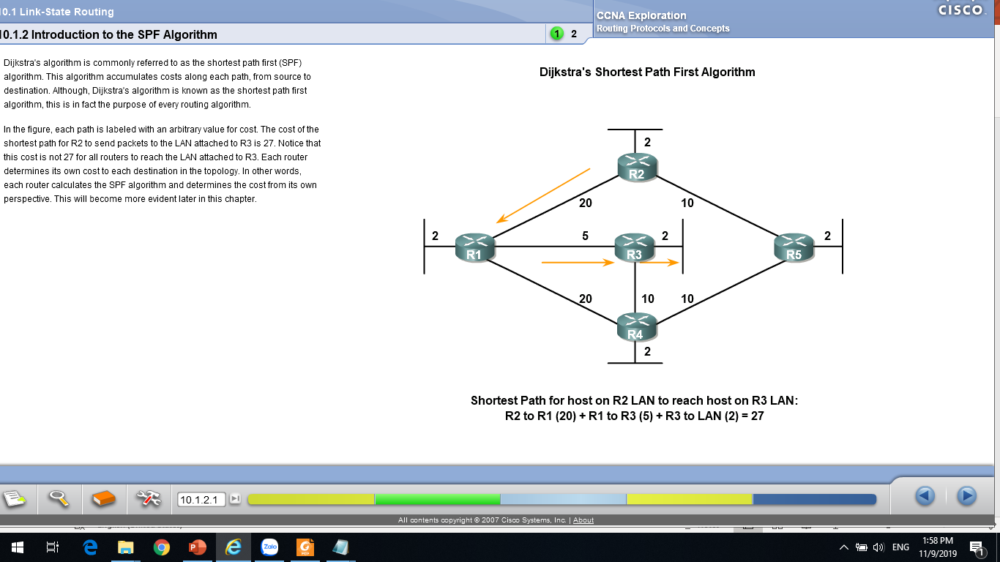 10.1 Link-State Routing
CISCO.
CCNA Exploration
Routing Protocols and Concepts
10.1.2 Introduction to the SPF Algorithm
1 2
Dijkstra's algorithm is commonly referred to as the shortest path first (SPF)
algorithm. This algorithm accumulates costs along each path, from source to
destination. Although, Dijkstra's algorithm is known as the shortest path first
algorithm, this is in fact the purpose of every routing algorithm.
In the figure, each path is labeled with an arbitrary value for cost. The cost of the
shortest path for R2 to send packets to the LAN attached to R3 is 27. Notice that
this cost is not 27 for all routers to reach the LAN attached to R3. Each router
determines its own cost to each destination in the topology. In other words,
each router calculates the SPF algorithm and determines the cost from its own
perspective. This will become more evident later in this chapter.
Dijkstra's Shortest Path First Algorithm
2
R2
20 10
2 5 2 2
R1 R3 R5
20 10 10
R4
2
Shortest Path for host on R2 LAN to reach host on R3 LAN:
R2 to R1 (20) + R1 to R3 (5) + R3 to LAN (2) = 27
10.1.2.1
All contents copyright © 2007 Cisco Systems, Inc. | About
Zalo
PDF
ENG
1:58 PM
11/9/2019
1